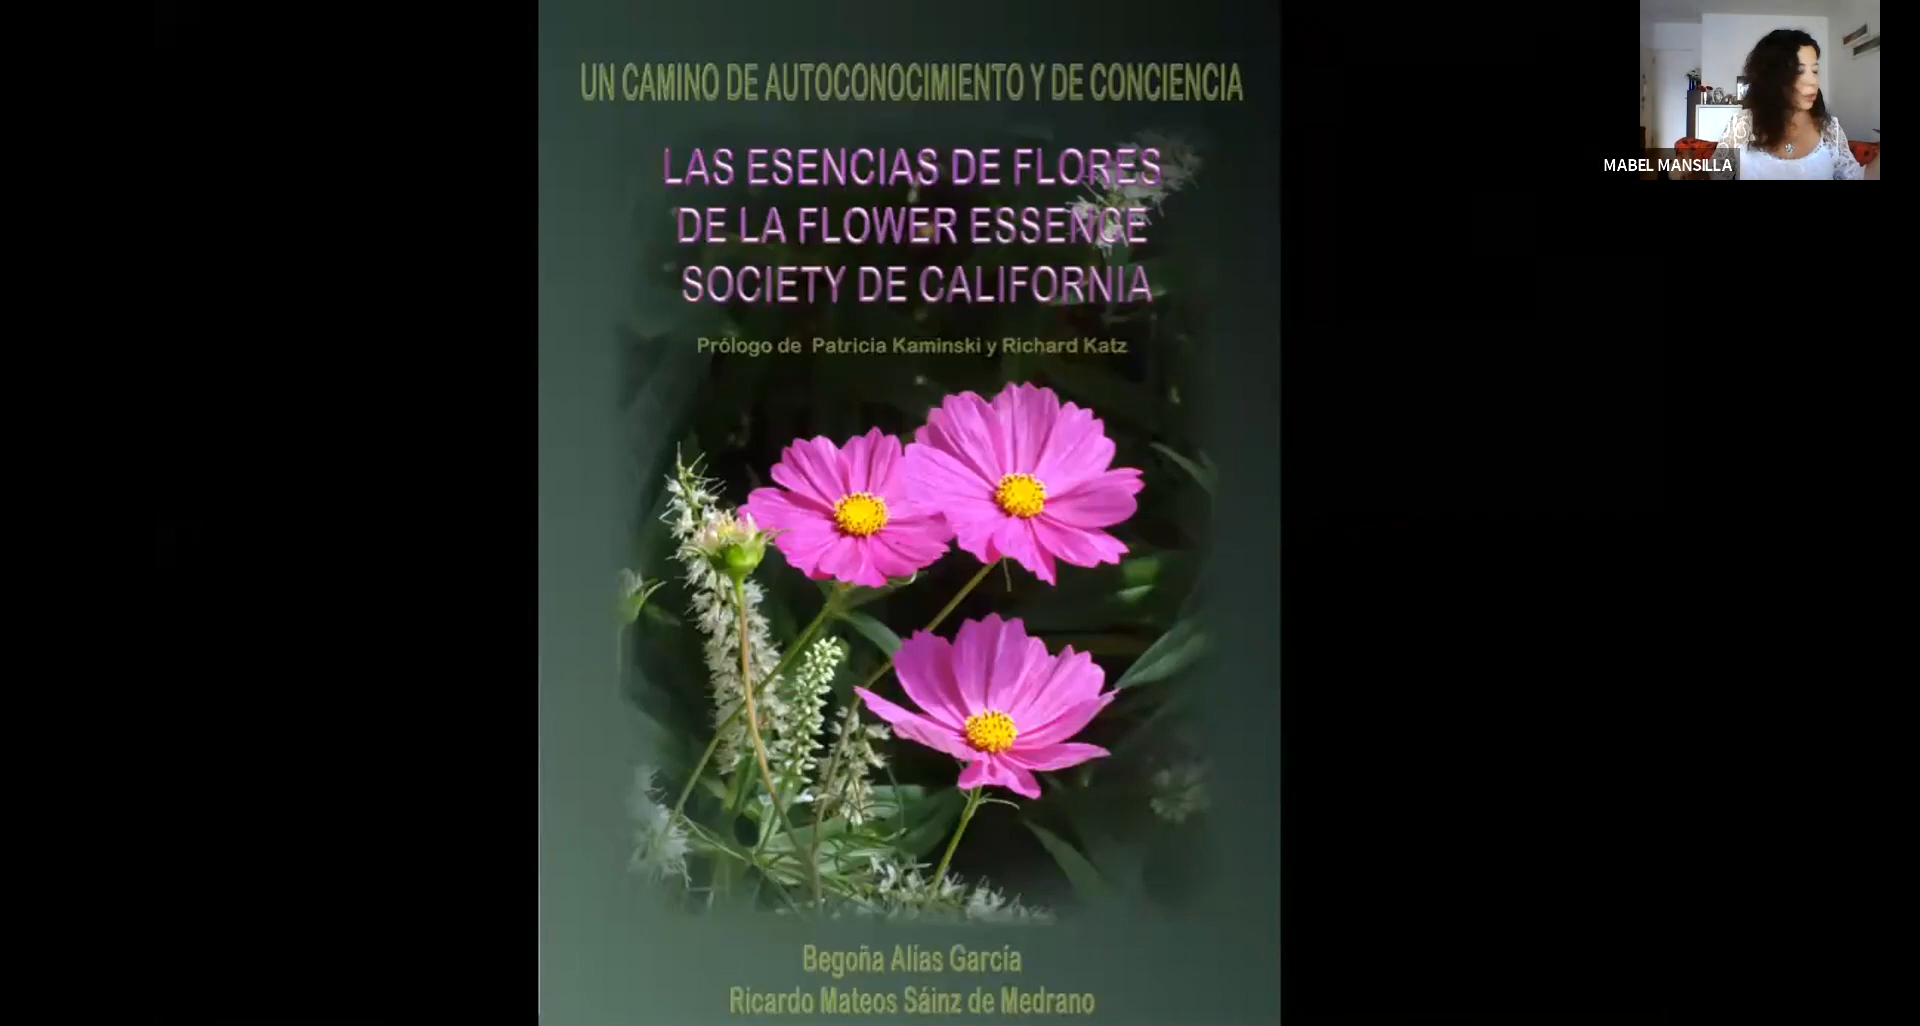 UN CAMINO DE AUTOCONOCIMIENTO Y DE CONCIENCIA
LAS ESENCIAS DE FLORES
DE LA FLOWER ESSENCE
SOCIETY DE CALIFORNIA
Prólogo de Patricia Kaminski y Richard Katz
Begoña Alías García
Ricardo Mateos Sáinz de Medrano
MABEL MANSILLA